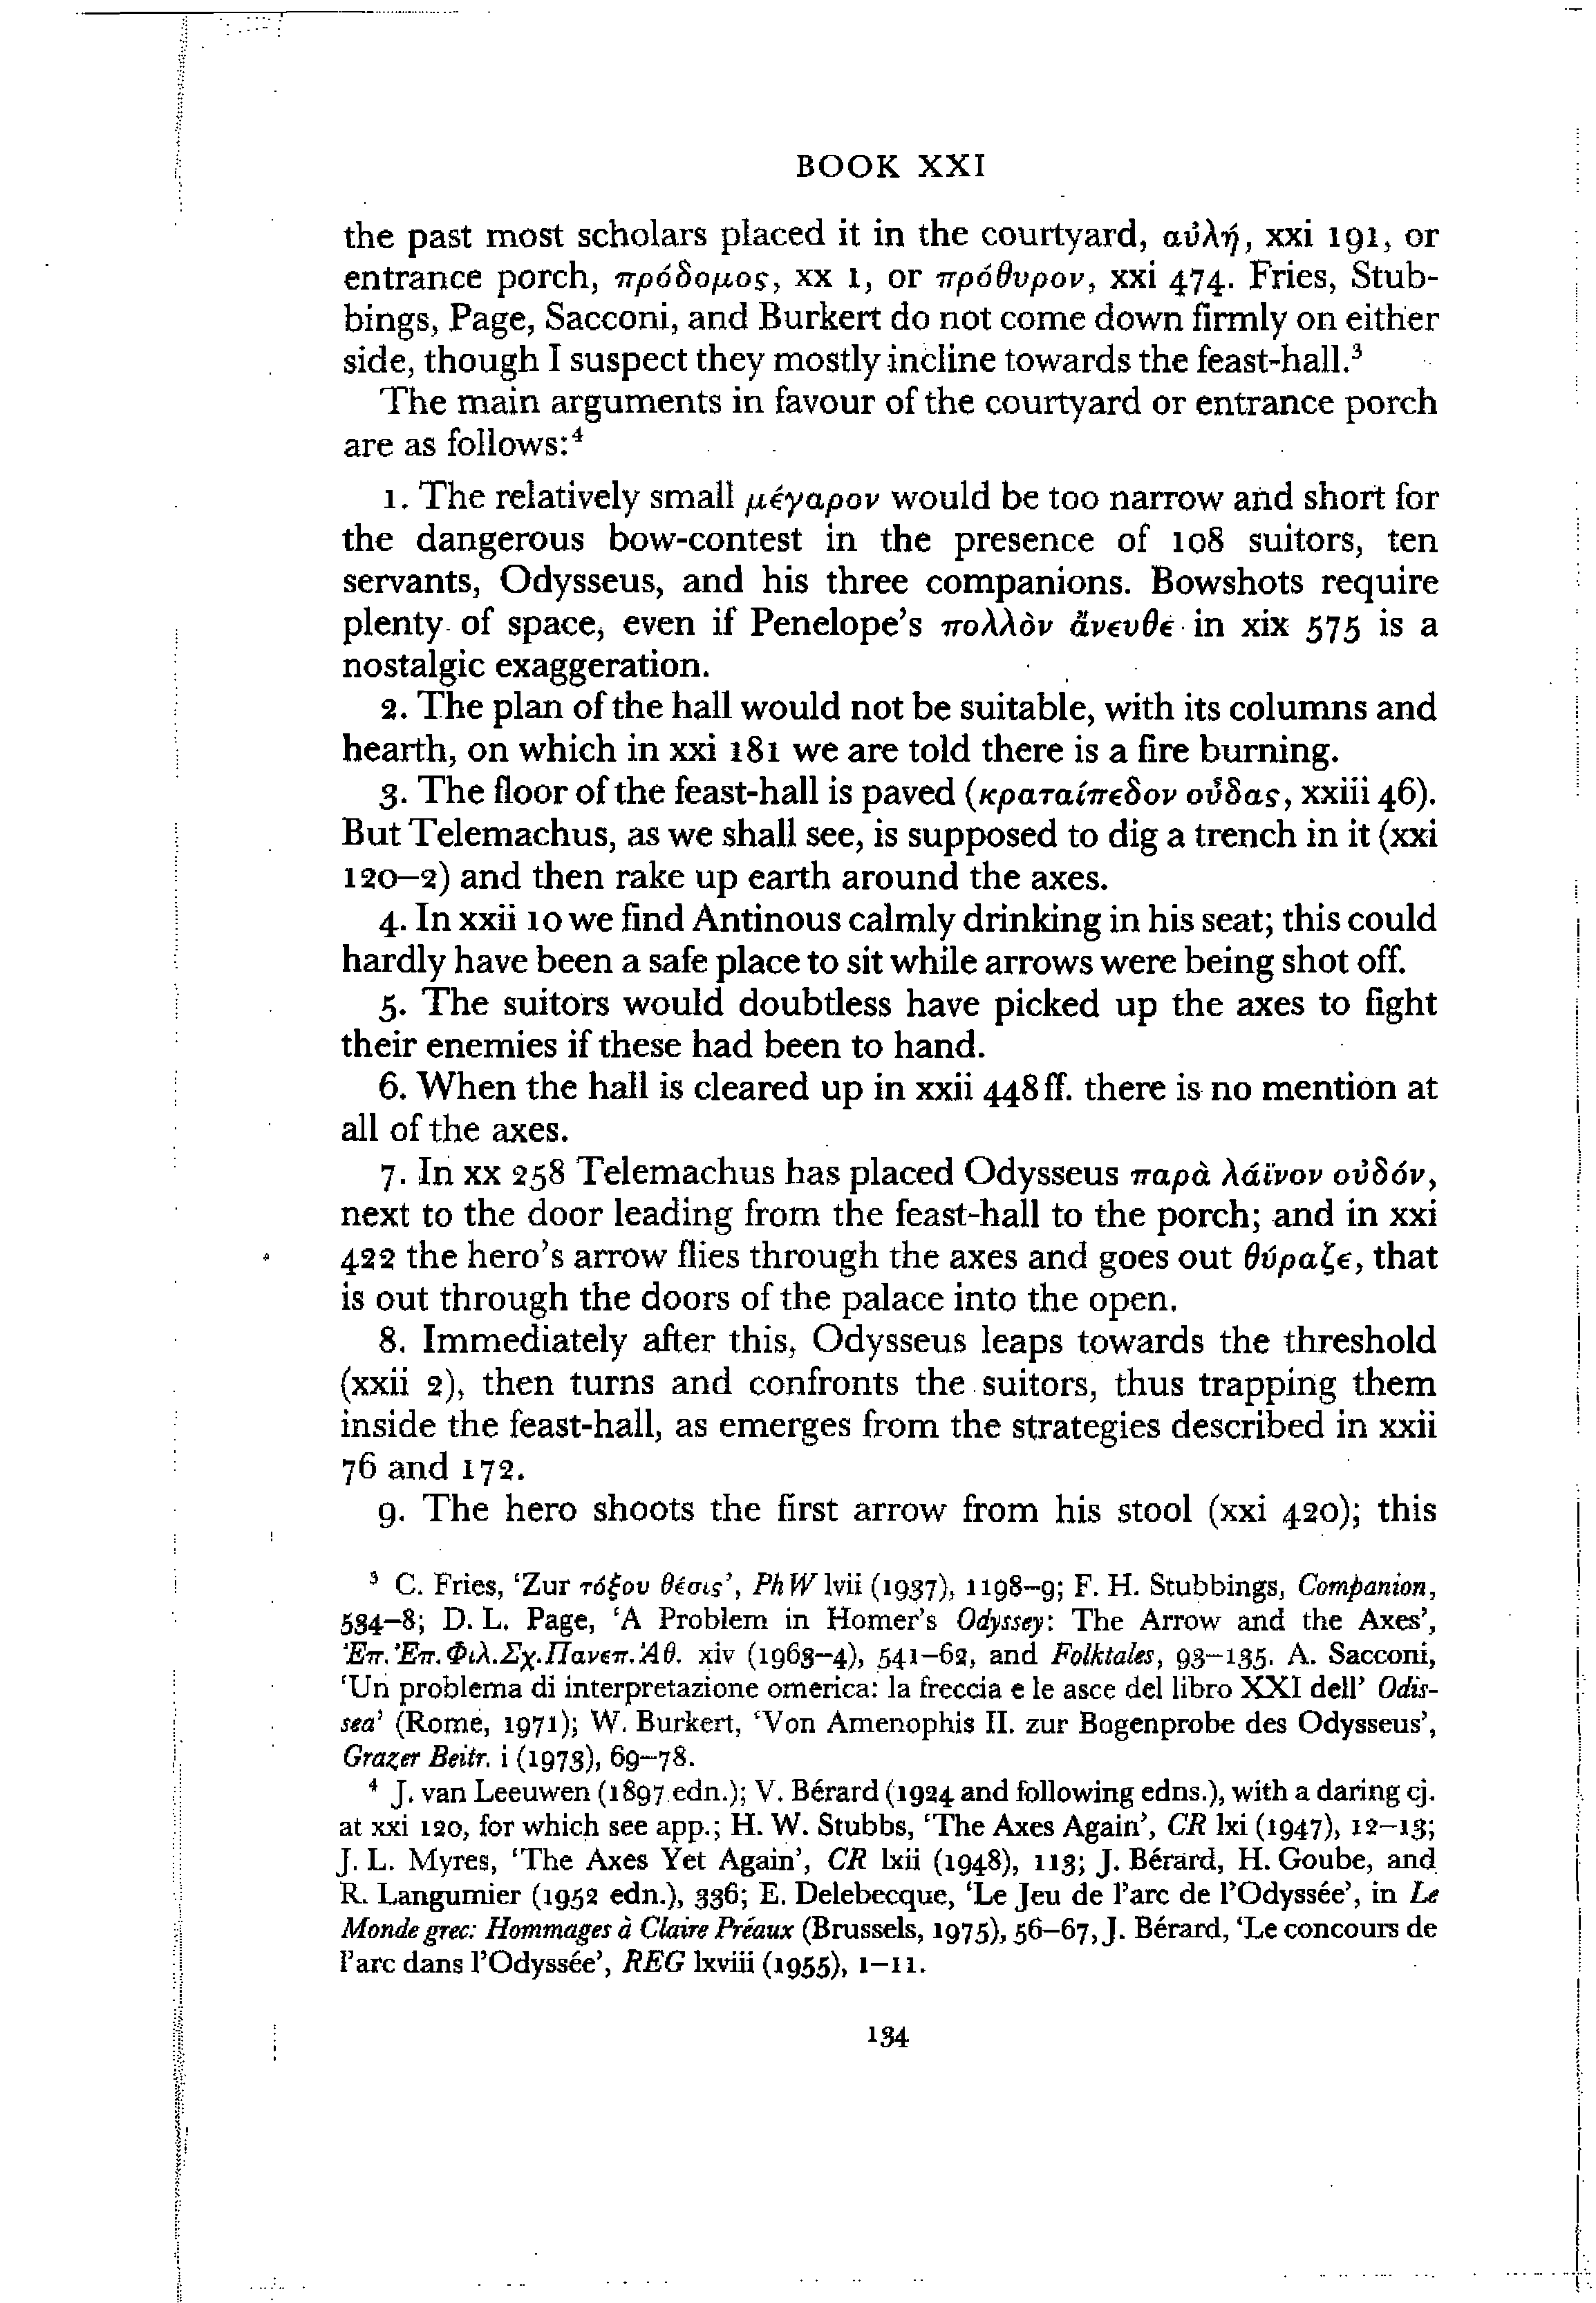 BOOK XXI
the past most scholars placed it in the courtyard, αὐλή, xxi 191, or
entrance porch, πρόδομος, xx 1, or πρόθυρον, xxi 474. Fries, Stub-
bings, Page, Sacconi, and Burkert do not come down firmly on either
side, though I suspect they mostly incline towards the feast-hall.³
The main arguments in favour of the courtyard or entrance porch
are as follows:⁴
1. The relatively small μέγαρον would be too narrow and short for
the dangerous bow-contest in the presence of 108 suitors, ten
servants, Odysseus, and his three companions. Bowshots require
plenty of space, even if Penelope's πολλὸν ἄνευθε in xix 575 is a
nostalgic exaggeration.
2. The plan of the hall would not be suitable, with its columns and
hearth, on which in xxi 181 we are told there is a fire burning.
3. The floor of the feast-hall is paved (κραταίπεδον οὖδας, xxiii 46).
But Telemachus, as we shall see, is supposed to dig a trench in it (xxi
120–2) and then rake up earth around the axes.
4. In xxii 10 we find Antinous calmly drinking in his seat; this could
hardly have been a safe place to sit while arrows were being shot off.
5. The suitors would doubtless have picked up the axes to fight
their enemies if these had been to hand.
6. When the hall is cleared up in xxii 448 ff. there is no mention at
all of the axes.
7. In xx 258 Telemachus has placed Odysseus παρὰ λάϊνον οὐδόν,
next to the door leading from the feast-hall to the porch; and in xxi
422 the hero's arrow flies through the axes and goes out θύραζε, that
is out through the doors of the palace into the open.
8. Immediately after this, Odysseus leaps towards the threshold
(xxii 2), then turns and confronts the suitors, thus trapping them
inside the feast-hall, as emerges from the strategies described in xxii
76 and 172.
9. The hero shoots the first arrow from his stool (xxi 420); this
³ C. Fries, 'Zur τόξου θέσις', PhW lvii (1937), 1198–9; F. H. Stubbings, Companion,
534–8; D. L. Page, 'A Problem in Homer's Odyssey: The Arrow and the Axes',
Ἐπ. Ἐπ. Φιλ.Σχ.Πανεπ.Ἀθ. xiv (1963–4), 541–62, and Folktales, 93–135. A. Sacconi,
'Un problema di interpretazione omerica: la freccia e le asce del libro XXI dell' Odis-
sea' (Rome, 1971); W. Burkert, 'Von Amenophis II. zur Bogenprobe des Odysseus',
Grazer Beitr. i (1973), 69–78.
⁴ J. van Leeuwen (1897 edn.); V. Bérard (1924 and following edns.), with a daring cj.
at xxi 120, for which see app.; H. W. Stubbs, 'The Axes Again', CR lxi (1947), 12–13;
J. L. Myres, 'The Axes Yet Again', CR lxii (1948), 113; J. Bérard, H. Goube, and
R. Langumier (1952 edn.), 336; E. Delebecque, 'Le Jeu de l'arc de l'Odyssée', in Le
Monde grec: Hommages à Claire Préaux (Brussels, 1975), 56–67, J. Bérard, 'Le concours de
l'arc dans l'Odyssée', REG lxviii (1955), 1–11.
134